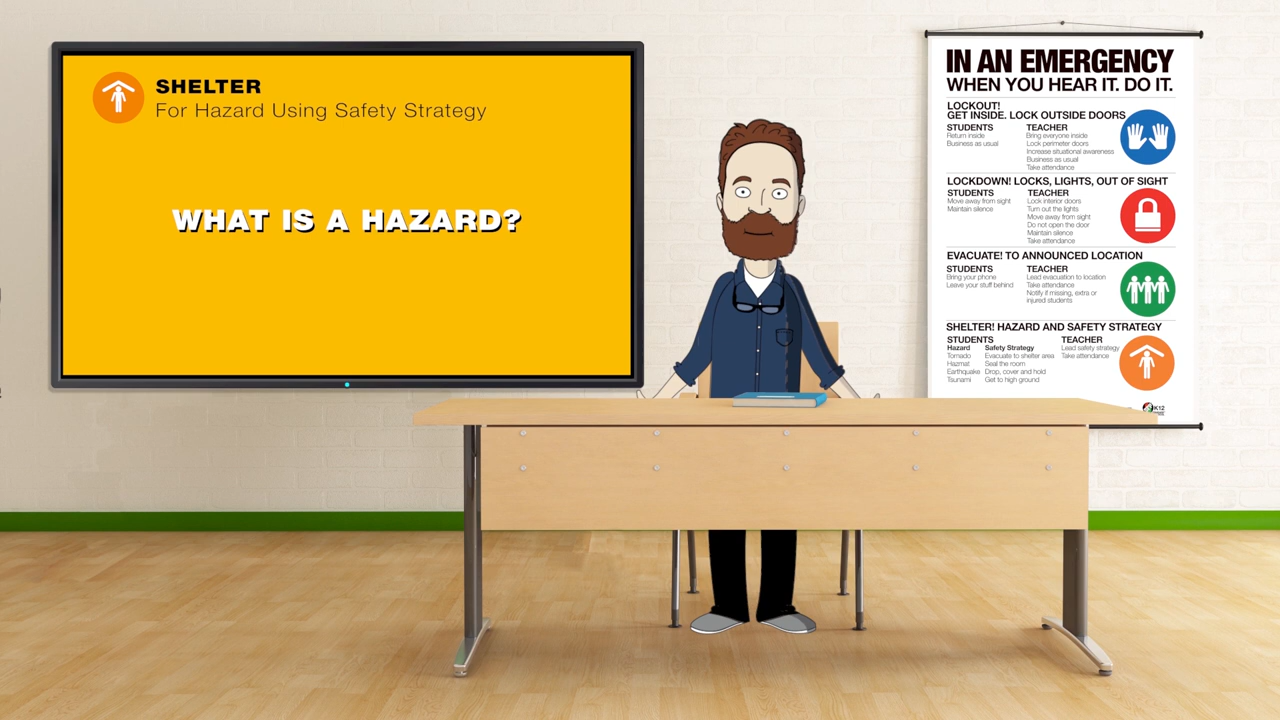 SHELTER
For Hazard Using Safety Strategy
WHAT IS A HAZARD?
IN AN EMERGENCY
WHEN YOU HEAR IT. DO IT.
LOCKOUT!
GET INSIDE. LOCK OUTSIDE DOORS
STUDENTS
Return inside
Business as usual
TEACHER
Bring everyone inside
Lock perimeter doors
Increase situational awareness
Business as usual
Take attendance
LOCKDOWN! LOCKS, LIGHTS, OUT OF SIGHT
STUDENTS
Move away from sight
Maintain silence
TEACHER
Lock interior doors
Turn out the lights
Move away from sight
Do not open the door
Maintain silence
Take attendance
EVACUATE! TO ANNOUNCED LOCATION
STUDENTS
Bring your phone
Leave your stuff behind
TEACHER
Lead evacuation to location
Take attendance
Notify if missing, extra or
injured students
SHELTER! HAZARD AND SAFETY STRATEGY
STUDENTS
Hazard Safety Strategy
Tornado Evacuate to shelter area
Hazmat Seal the room
Earthquake Drop, cover and hold
Tsunami Get to high ground
TEACHER
Lead safety strategy
Take attendance
K12